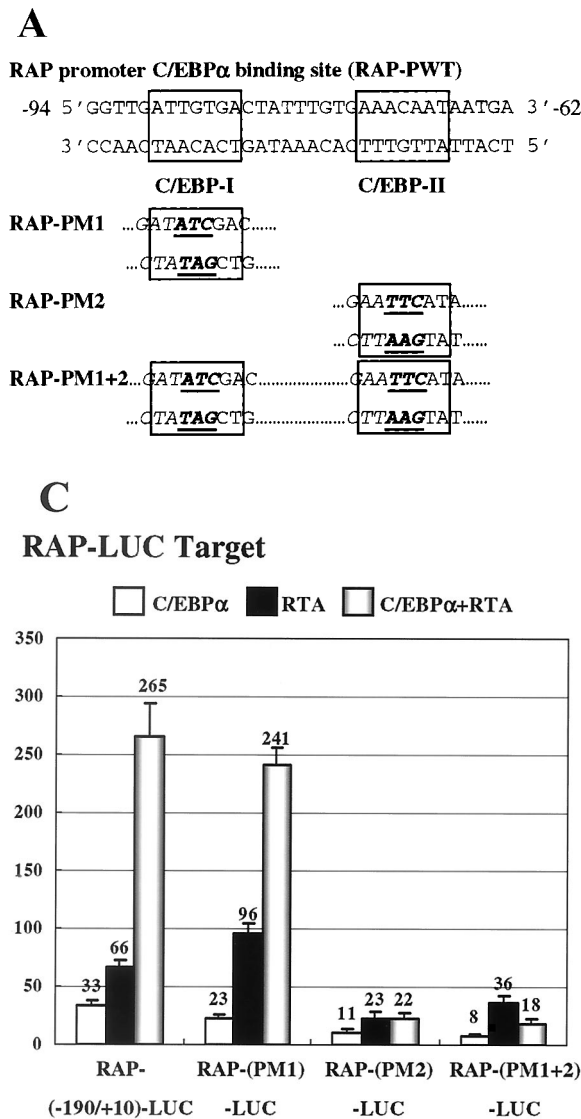 A
RAP promoter C/EBPα binding site (RAP-PWT)
-94 5'GGTTGATTGTGACTATTTGTGAAACAATAATGA 3'-62
3'CCAACTAACACTGATAAACACTTTGTTATTACT 5'
C/EBP-I C/EBP-II
RAP-PM1 ...GATATCGAC......
...CTATAGCTG......
RAP-PM2 ...GAATTCATA......
...CTTAAGTAT......
RAP-PM1+2 ...GATATCGAC......................GAATTCATA......
...CTATAGCTG......................CTTAAGTAT......
C
RAP-LUC Target
C/EBPα RTA C/EBPα+RTA
350
300
250
200
150
100
50
0
33 66 265
23 96 241
11 23 22
8 36 18
RAP- RAP-(PM1) RAP-(PM2) RAP-(PM1+2)
(-190/+10)-LUC -LUC -LUC -LUC